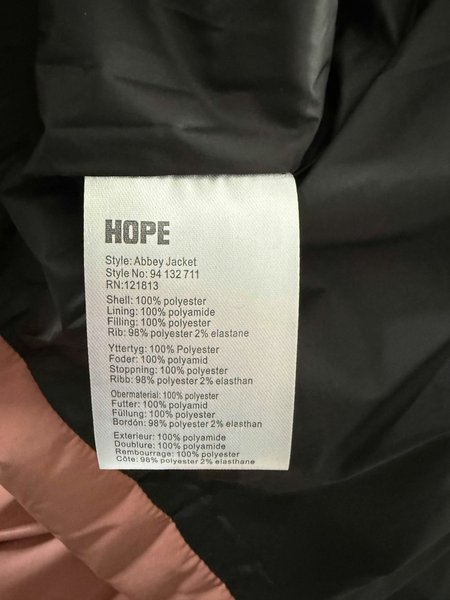 HOPE
Style: Abbey Jacket
Style No: 94 132 711
RN:121813
Shell: 100% polyester
Lining: 100% polyamide
Filling: 100% polyester
Rib: 98% polyester 2% elastane
Yttertyg: 100% Polyester
Foder: 100% polyamid
Stoppning: 100% polyester
Ribb: 98% polyester 2% elasthan
Obermaterial: 100% polyester
Futter: 100% polyamid
Füllung: 100% polyester
Bordón: 98% polyester 2% elasthan
Exterieur: 100% polyamide
Doublure: 100% polyamide
Rembourrage: 100% polyester
Côte: 98% polyester 2% elasthane